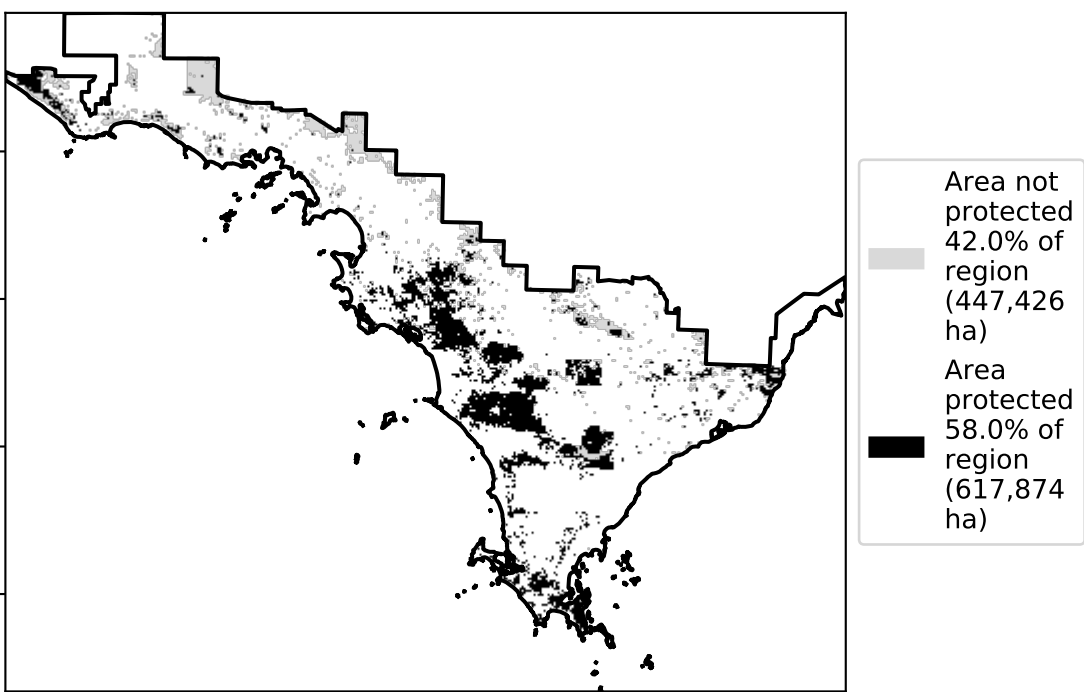 Area not
protected
42.0% of
region
(447,426
ha)
Area
protected
58.0% of
region
(617,874
ha)